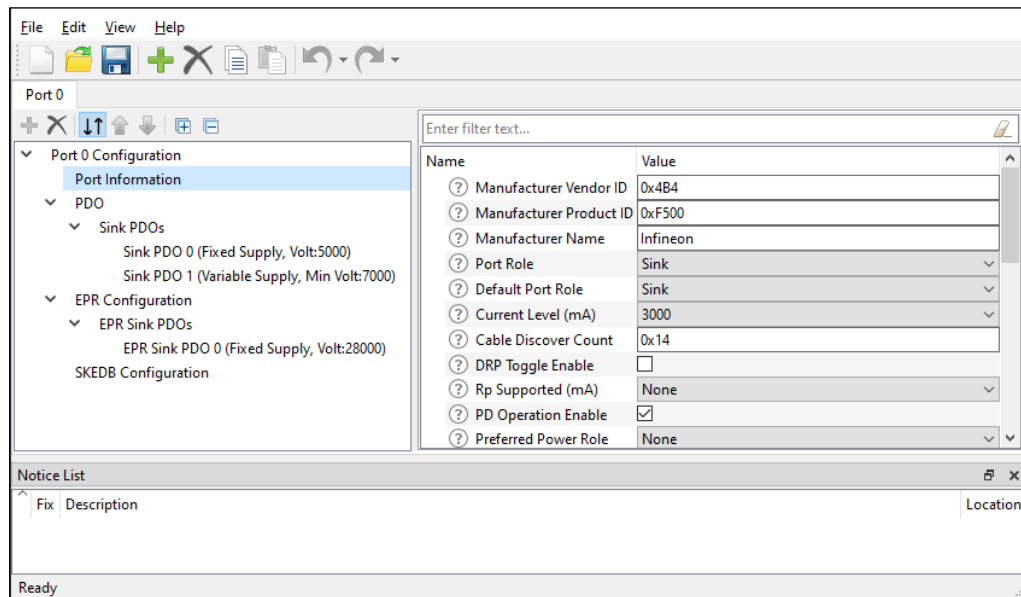 File Edit View Help
Port 0
Port 0 Configuration
Port Information
PDO
Sink PDOs
Sink PDO 0 (Fixed Supply, Volt:5000)
Sink PDO 1 (Variable Supply, Min Volt:7000)
EPR Configuration
EPR Sink PDOs
EPR Sink PDO 0 (Fixed Supply, Volt:28000)
SKEDB Configuration
Enter filter text...
Name Value
? Manufacturer Vendor ID 0x4B4
? Manufacturer Product ID 0xF500
? Manufacturer Name Infineon
? Port Role Sink
? Default Port Role Sink
? Current Level (mA) 3000
? Cable Discover Count 0x14
? DRP Toggle Enable
? Rp Supported (mA) None
? PD Operation Enable
? Preferred Power Role None
Notice List
Fix Description Location
Ready